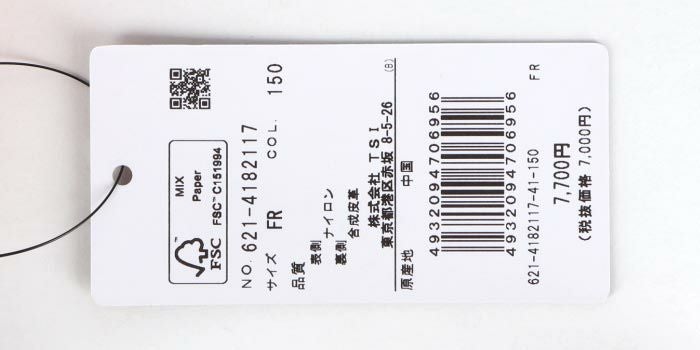 MIX
Paper
FSC™ C151994
FSC™
NO. 621-4182117
サイズ FR COL. 150
品質
表側 ナイロン
裏側 合成皮革
(B)
株式会社 TSI
東京都港区赤坂 8-5-26
原産地 中国
4932094706956
4932094706956
621-4182117-41-150 FR
7,700円
(税抜価格 7,000円)